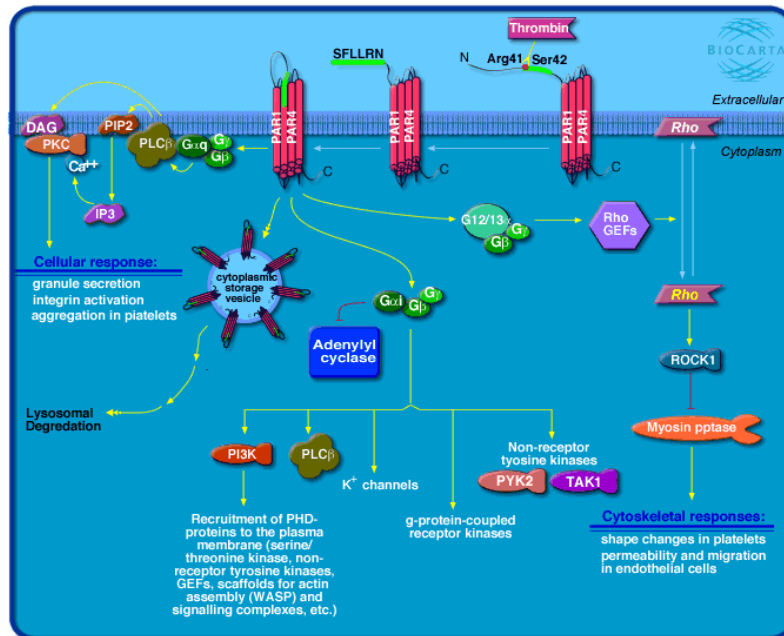 Thrombin
BIOCARTA
SFLLRN
N
Arg41
Ser42
Extracellular
PAR1
PAR4
PAR1
PAR4
PAR1
PAR4
DAG
PIP2
PKC
PLCβ
Gαq
Gγ
Gβ
Rho
Cytoplasm
Ca++
C
C
C
IP3
G12/13α
Gγ
Gβ
Rho
GEFs
Cellular response:
granule secretion
integrin activation
aggregation in platelets
cytoplasmic
storage
vesicle
Gαi
Gβ
Gγ
Rho
Adenylyl
cyclase
ROCK1
Lysosomal
Degredation
Myosin pptase
PI3K
PLCβ
K+ channels
Non-receptor
tyosine kinases
PYK2
TAK1
g-protein-coupled
receptor kinases
Recruitment of PHD-
proteins to the plasma
membrane (serine/
threonine kinase, non-
receptor tyrosine kinases,
GEFs, scaffolds for actin
assembly (WASP) and
signalling complexes, etc.)
Cytoskeletal responses:
shape changes in platelets
permeability and migration
in endothelial cells